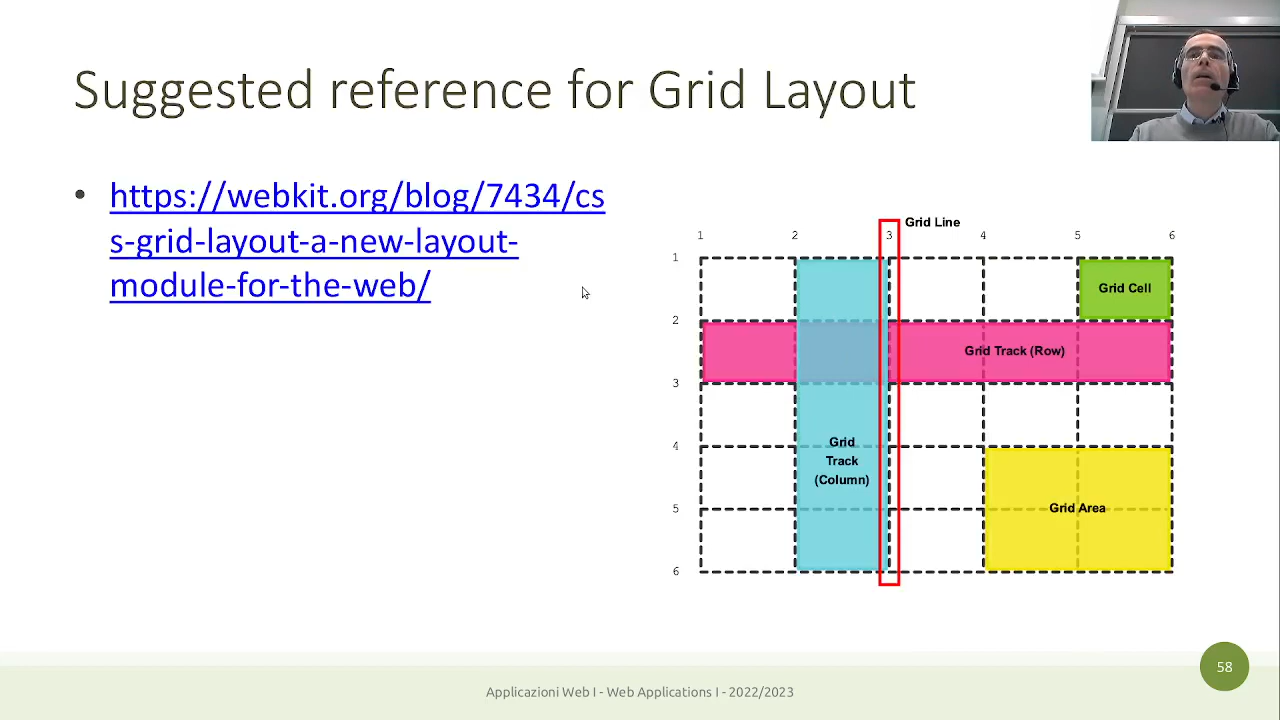 Suggested reference for Grid Layout
• https://webkit.org/blog/7434/cs
s-grid-layout-a-new-layout-
module-for-the-web/
Grid Line
1 2 3 4 5 6
1
Grid Cell
2
Grid Track (Row)
3
4
Grid
Track
(Column)
5
Grid Area
6
58
Applicazioni Web I - Web Applications I - 2022/2023